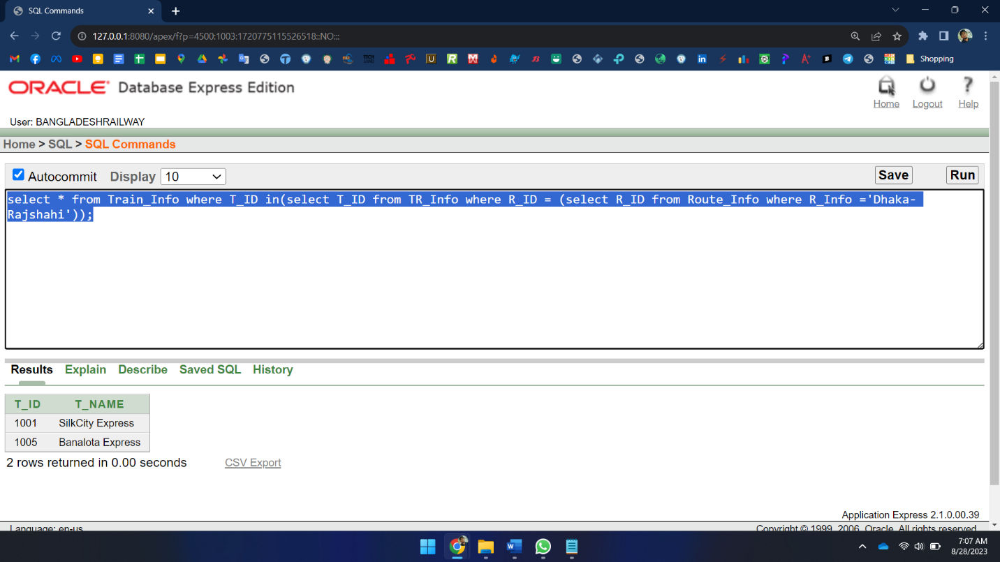 SQL Commands
127.0.0.1:8080/apex/f?p=4500:1003:1720775115526518::NO:::
Shopping
ORACLE Database Express Edition
Home Logout Help
User: BANGLADESHRAILWAY
Home > SQL > SQL Commands
Autocommit Display 10 Save Run
select * from Train_Info where T_ID in(select T_ID from TR_Info where R_ID = (select R_ID from Route_Info where R_Info ='Dhaka-
Rajshahi'));
Results Explain Describe Saved SQL History
T_ID T_NAME
1001 SilkCity Express
1005 Banalota Express
2 rows returned in 0.00 seconds CSV Export
Application Express 2.1.0.00.39
Language: en-us Copyright © 1999, 2006, Oracle. All rights reserved.
7:07 AM
8/28/2023